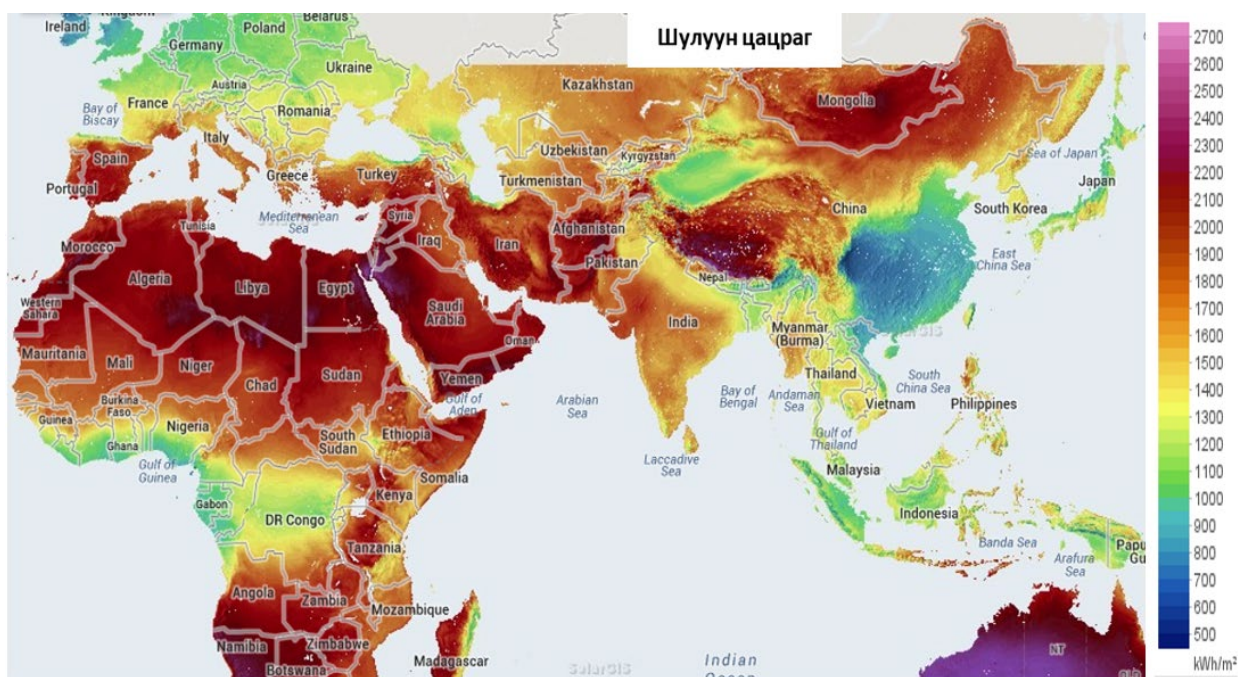 Шулуун цацраг
Ireland
Kingdom
Belarus
Poland
Germany
Ukraine
Austria
France
Romania
Bay of
Biscay
Italy
Spain
Portugal
Greece
Turkey
Kazakhstan
Mongolia
Uzbekistan
Kyrgyzstan
Turkmenistan
Sea of Japan
Japan
South Korea
China
East
China Sea
Tunisia
Mediterranean
Sea
Syria
Iraq
Iran
Afghanistan
Pakistan
Nepal
Morocco
Algeria
Libya
Egypt
Western
Sahara
Saudi
Arabia
Oman
India
Myanmar
(Burma)
Mauritania
Mali
Niger
Chad
Sudan
Yemen
Gulf of
Aden
Arabian
Sea
Bay of
Bengal
Andaman
Sea
Thailand
Vietnam
South
China Sea
Philippines
Gulf of
Thailand
Burkina
Faso
Guinea
Ghana
Nigeria
Gulf of
Guinea
South
Sudan
Ethiopia
Somalia
Laccadive
Sea
Malaysia
Gabon
DR Congo
Kenya
Indonesia
Tanzania
Banda Sea
Arafura
Sea
Papu
Gu
Angola
Zambia
Mozambique
Namibia
Zimbabwe
Botswana
Madagascar
SolarGIS
Indian
Ocean
NT
2700
2600
2500
2400
2300
2200
2100
2000
1900
1800
1700
1600
1500
1400
1300
1200
1100
1000
900
800
700
600
500
kWh/m²